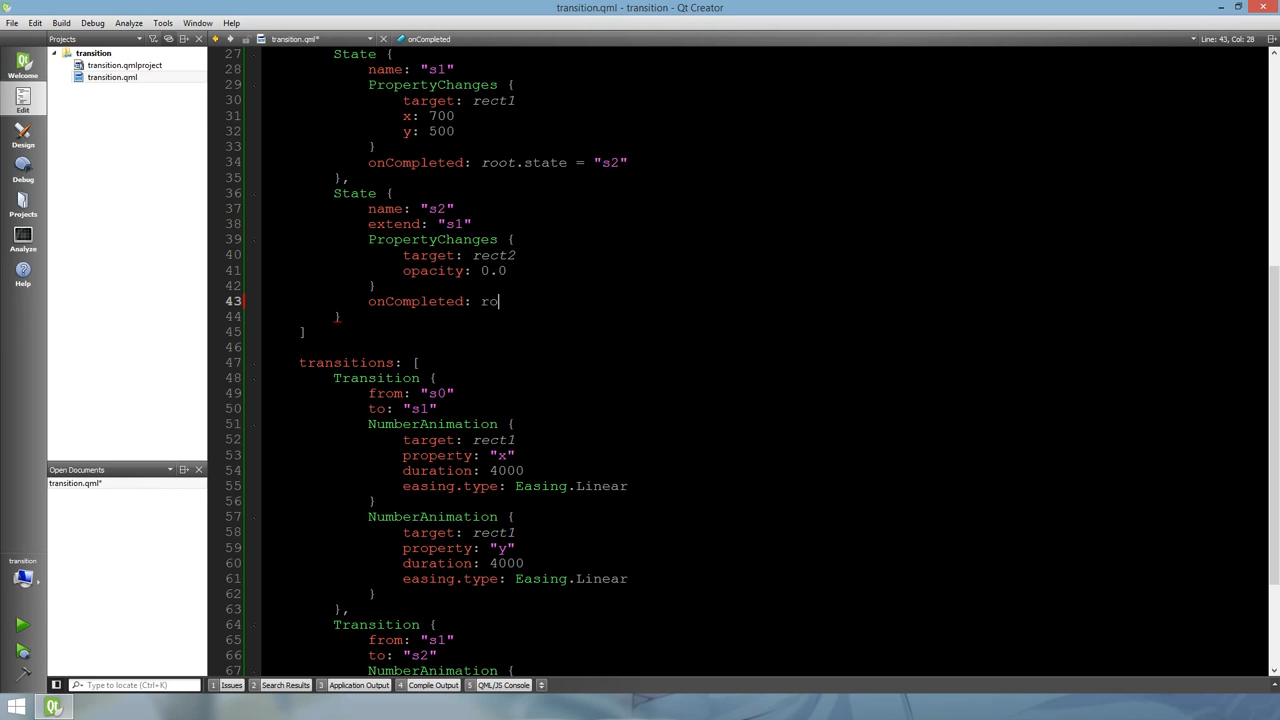 transition.qml - transition - Qt Creator
File Edit Build Debug Analyze Tools Window Help
Projects
transition.qml*
onCompleted
Line: 43, Col: 28
Welcome
Edit
Design
Debug
Projects
Analyze
Help
transition
transition.qmlproject
transition.qml
27 State {
28 name: "s1"
29 PropertyChanges {
30 target: rect1
31 x: 700
32 y: 500
33 }
34 onCompleted: root.state = "s2"
35 },
36 State {
37 name: "s2"
38 extend: "s1"
39 PropertyChanges {
40 target: rect2
41 opacity: 0.0
42 }
43 onCompleted: ro
44 }
45 ]
46
47 transitions: [
48 Transition {
49 from: "s0"
50 to: "s1"
51 NumberAnimation {
52 target: rect1
53 property: "x"
54 duration: 4000
55 easing.type: Easing.Linear
56 }
57 NumberAnimation {
58 target: rect1
59 property: "y"
60 duration: 4000
61 easing.type: Easing.Linear
62 }
63 },
64 Transition {
65 from: "s1"
66 to: "s2"
67 NumberAnimation {
Open Documents
transition.qml*
transition
Type to locate (Ctrl+K)
1 Issues
2 Search Results
3 Application Output
4 Compile Output
5 QML/JS Console